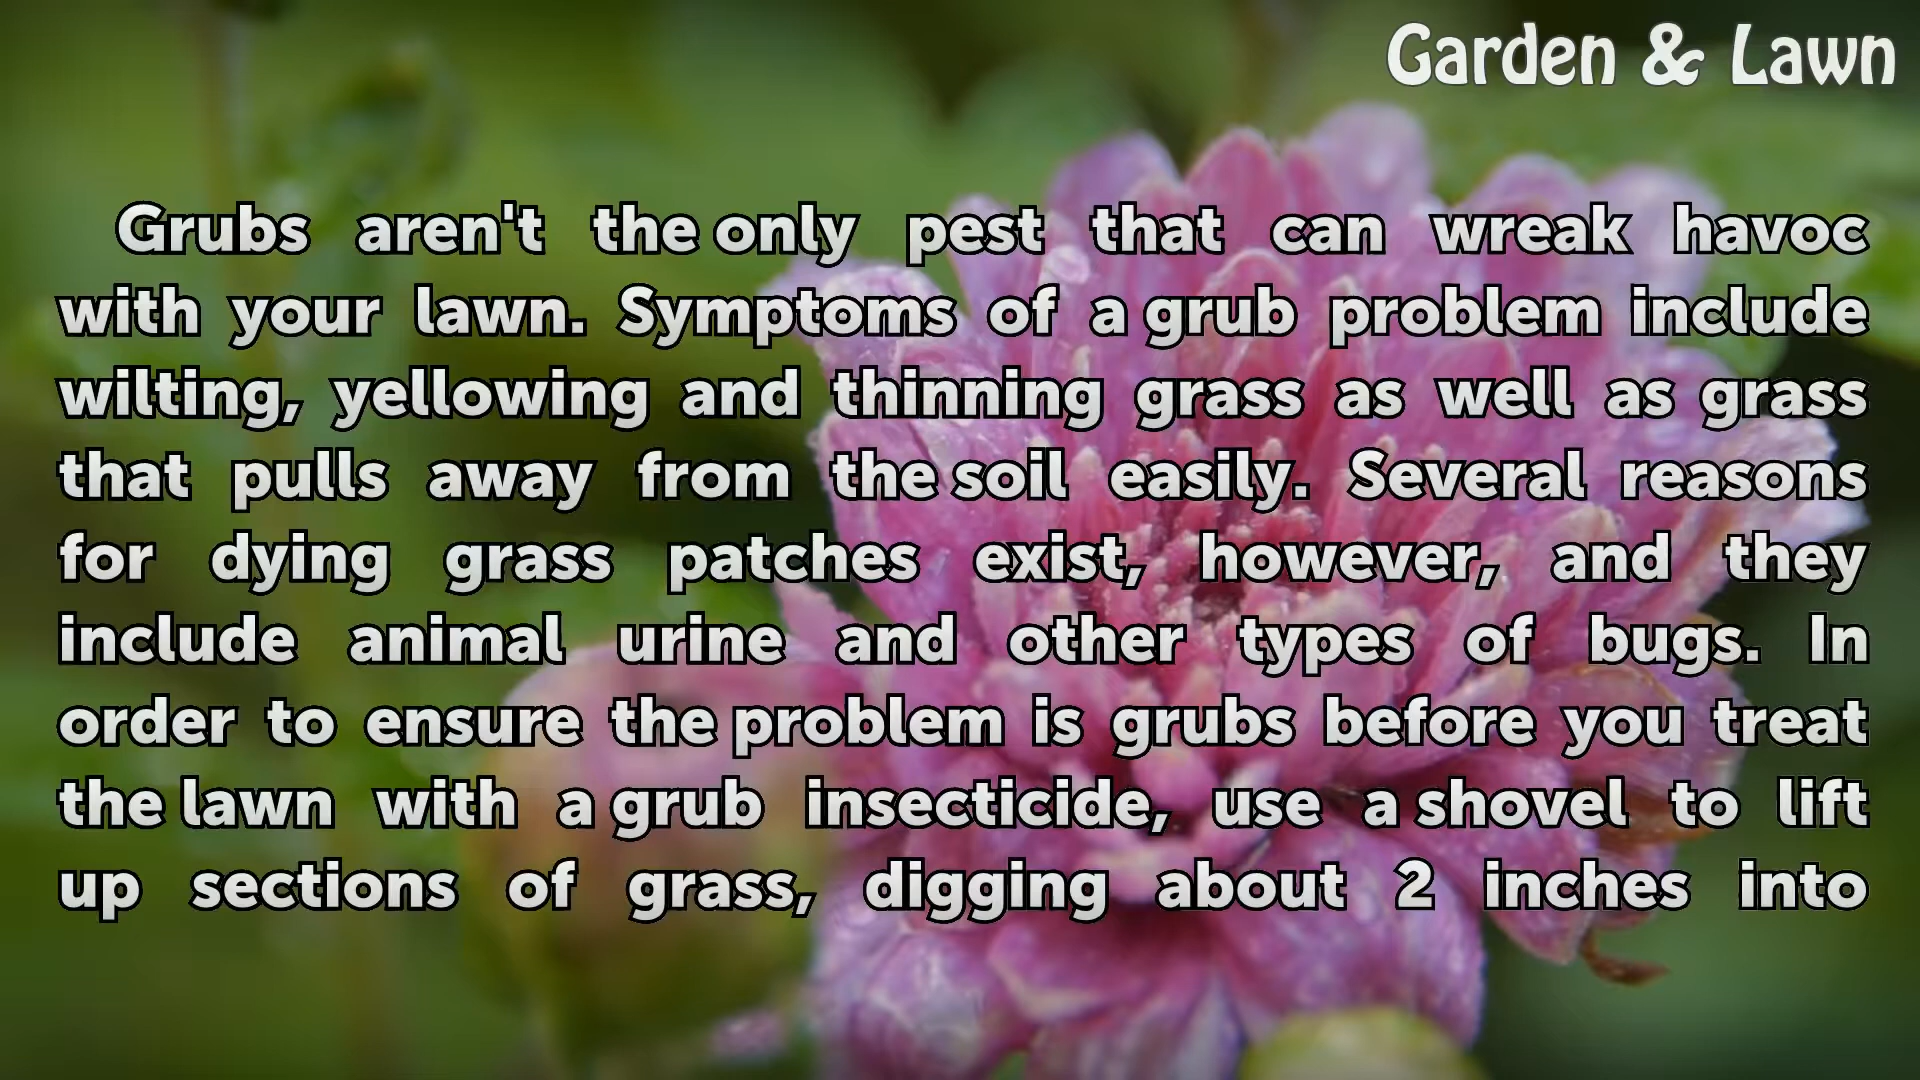 Garden & Lawn
Grubs aren't the only pest that can wreak havoc
with your lawn. Symptoms of a grub problem include
wilting, yellowing and thinning grass as well as grass
that pulls away from the soil easily. Several reasons
for dying grass patches exist, however, and they
include animal urine and other types of bugs. In
order to ensure the problem is grubs before you treat
the lawn with a grub insecticide, use a shovel to lift
up sections of grass, digging about 2 inches into